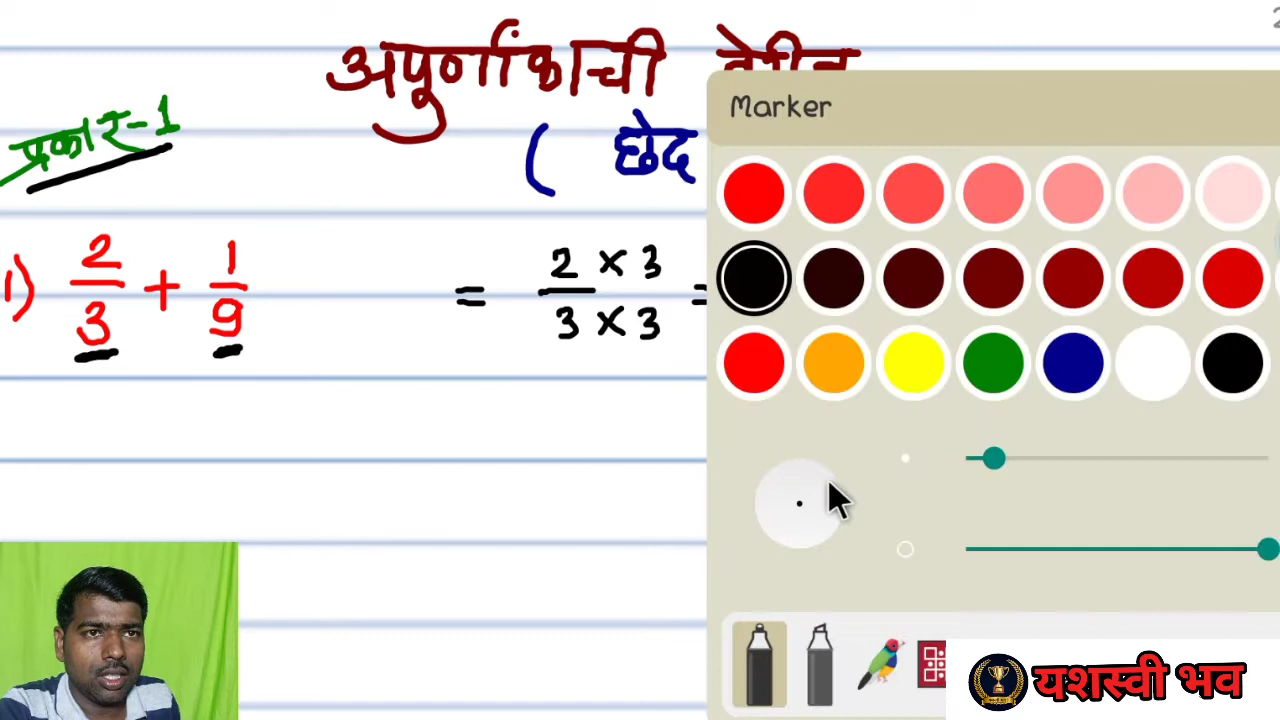 अपुर्णांकाची
प्रकार-1
( छेद
1) 2/3 + 1/9 = 2 × 3 / 3 × 3 =
Marker
यशस्वी भव